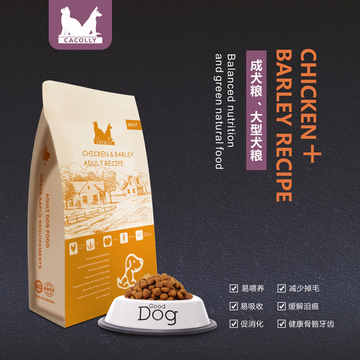 CACOLLY
CHICKEN +
BARLEY RECIPE
成犬粮、大型犬粮
Balanced nutrition
and green natural food
CACOLLY
ADULT
CHICKEN & BARLEY
ADULT RECIPE
ADULT DOG FOOD
Good
Dog
√易喂养
√减少掉毛
√易吸收
√缓解泪痕
√促消化
√健康骨骼牙齿